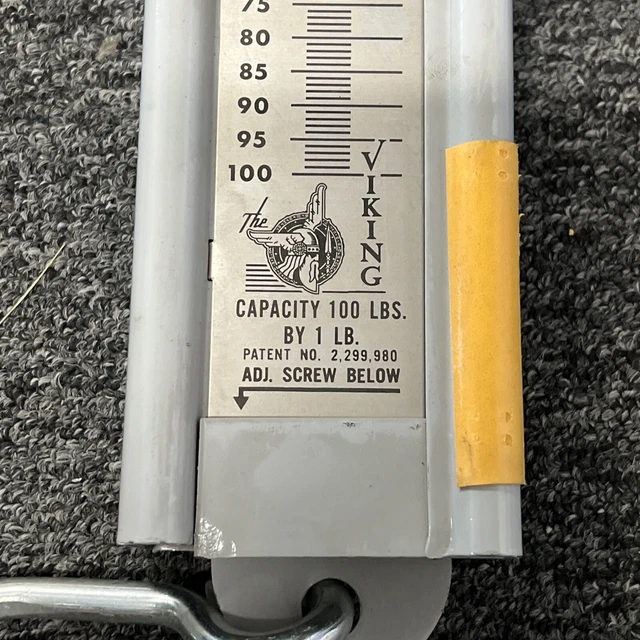 75
80
85
90
95
100
The VIKING
CAPACITY 100 LBS.
BY 1 LB.
PATENT NO. 2,299,980
ADJ. SCREW BELOW